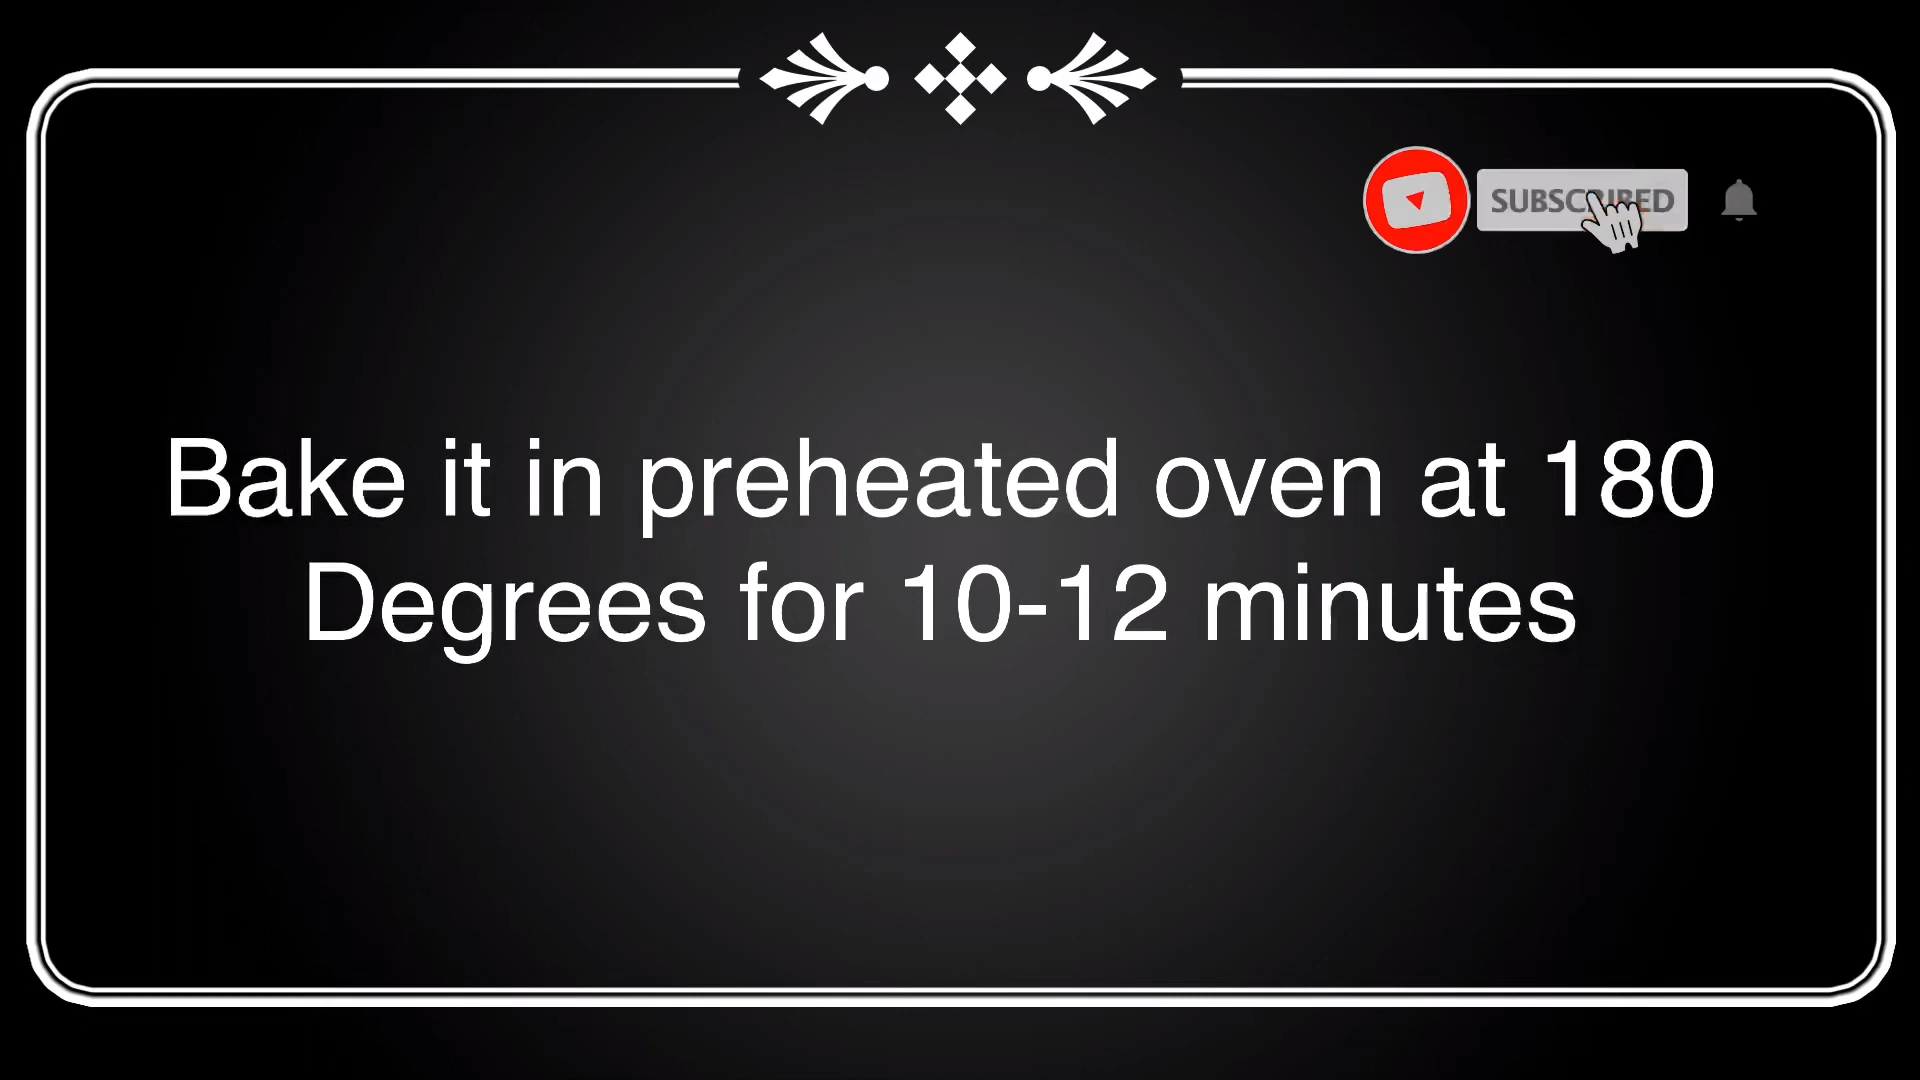 SUBSCRIBED
Bake it in preheated oven at 180
Degrees for 10-12 minutes